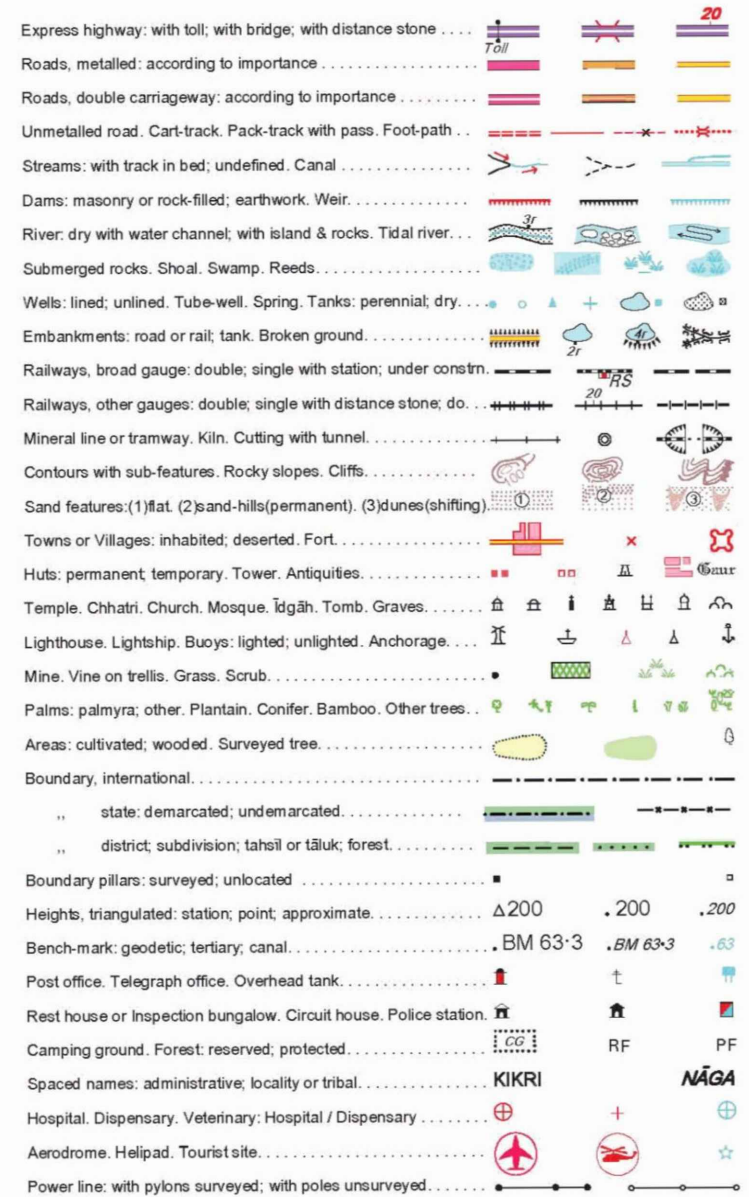 20
Express highway: with toll; with bridge; with distance stone . . . .
Toll
Roads, metalled: according to importance . . . . . . . . . . . . . . . . .
Roads, double carriageway: according to importance . . . . . . . . .
Unmetalled road. Cart-track. Pack-track with pass. Foot-path . .
Streams: with track in bed; undefined. Canal . . . . . . . . . . . . . . .
Dams: masonry or rock-filled; earthwork. Weir. . . . . . . . . . . . . .
3r
River: dry with water channel; with island & rocks. Tidal river. . .
Submerged rocks. Shoal. Swamp. Reeds. . . . . . . . . . . . . . . . . .
Wells: lined; unlined. Tube-well. Spring. Tanks: perennial; dry. . .
Embankments: road or rail; tank. Broken ground. . . . . . . . . . . . 4r
2r
Railways, broad gauge: double; single with station; under constrn.
RS
20
Railways, other gauges: double; single with distance stone; do. . .
Mineral line or tramway. Kiln. Cutting with tunnel. . . . . . . . . . . .
Contours with sub-features. Rocky slopes. Cliffs. . . . . . . . . . . . .
Sand features:(1)flat. (2)sand-hills(permanent). (3)dunes(shifting). 1 2 3
Towns or Villages: inhabited; deserted. Fort. . . . . . . . . . . . . . . .
Huts: permanent; temporary. Tower. Antiquities. . . . . . . . . . . . . Gaur
Temple. Chhatri. Church. Mosque. Īdgāh. Tomb. Graves. . . . . . .
Lighthouse. Lightship. Buoys: lighted; unlighted. Anchorage. . . .
Mine. Vine on trellis. Grass. Scrub. . . . . . . . . . . . . . . . . . . . . . .
Palms: palmyra; other. Plantain. Conifer. Bamboo. Other trees. .
Areas: cultivated; wooded. Surveyed tree. . . . . . . . . . . . . . . . . .
Boundary, international. . . . . . . . . . . . . . . . . . . . . . . . . . . . . .
,, state: demarcated; undemarcated. . . . . . . . . . . . . .
,, district; subdivision; tahsīl or tāluk; forest. . . . . . . . . .
Boundary pillars: surveyed; unlocated . . . . . . . . . . . . . . . . . . . .
Heights, triangulated: station; point; approximate. . . . . . . . . . . . △200 . 200 .200
Bench-mark: geodetic; tertiary; canal. . . . . . . . . . . . . . . . . . . . . . BM 63·3 .BM 63·3 .63
Post office. Telegraph office. Overhead tank. . . . . . . . . . . . . . . .
Rest house or Inspection bungalow. Circuit house. Police station.
Camping ground. Forest: reserved; protected. . . . . . . . . . . . . . . CG RF PF
Spaced names: administrative; locality or tribal. . . . . . . . . . . . . . KIKRI NĀGA
Hospital. Dispensary. Veterinary: Hospital / Dispensary . . . . . . .
Aerodrome. Helipad. Tourist site. . . . . . . . . . . . . . . . . . . . . . . .
Power line: with pylons surveyed; with poles unsurveyed. . . . . . .